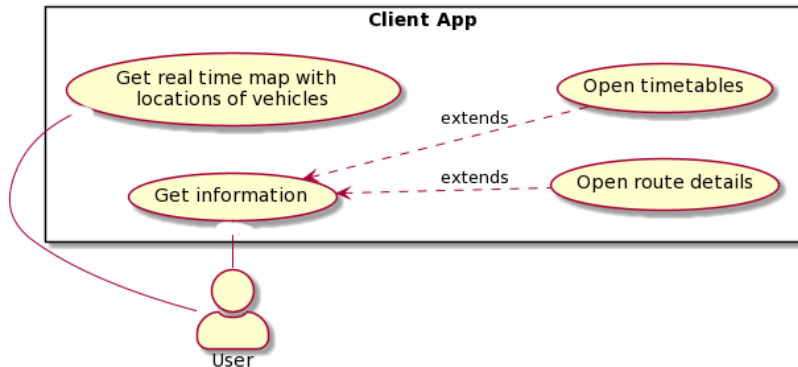 Client App
Get real time map with
locations of vehicles
Open timetables
extends
extends
Get information
Open route details
User